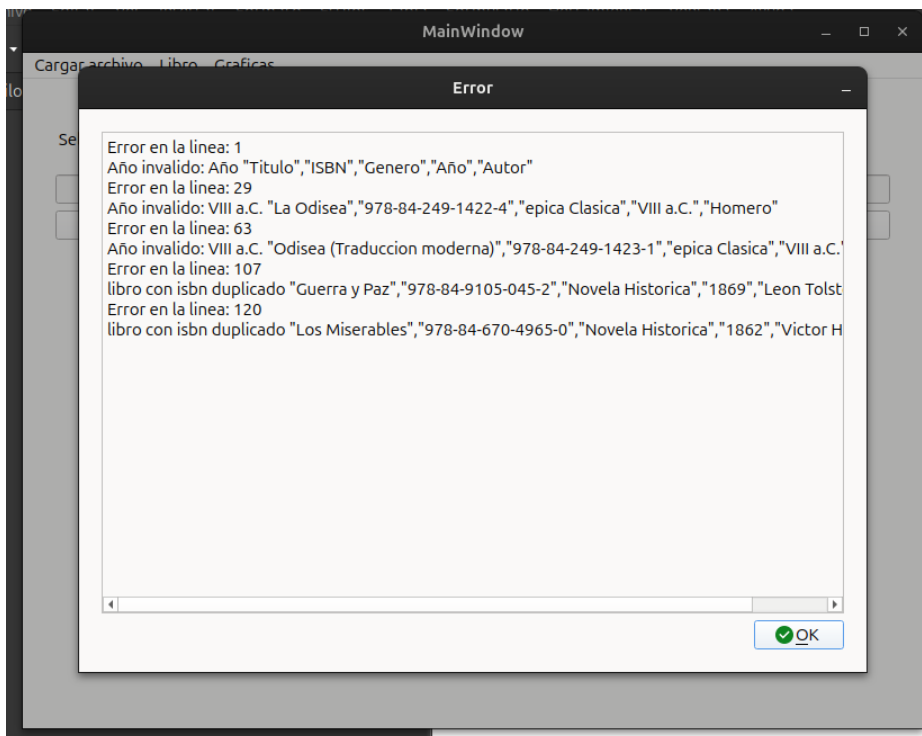 MainWindow
Cargar archivo Libro Graficas
Error
Se
Error en la linea: 1
Año invalido: Año "Titulo","ISBN","Genero","Año","Autor"
Error en la linea: 29
Año invalido: VIII a.C. "La Odisea","978-84-249-1422-4","epica Clasica","VIII a.C.","Homero"
Error en la linea: 63
Año invalido: VIII a.C. "Odisea (Traduccion moderna)","978-84-249-1423-1","epica Clasica","VIII a.C."
Error en la linea: 107
libro con isbn duplicado "Guerra y Paz","978-84-9105-045-2","Novela Historica","1869","Leon Tolst
Error en la linea: 120
libro con isbn duplicado "Los Miserables","978-84-670-4965-0","Novela Historica","1862","Victor H
OK